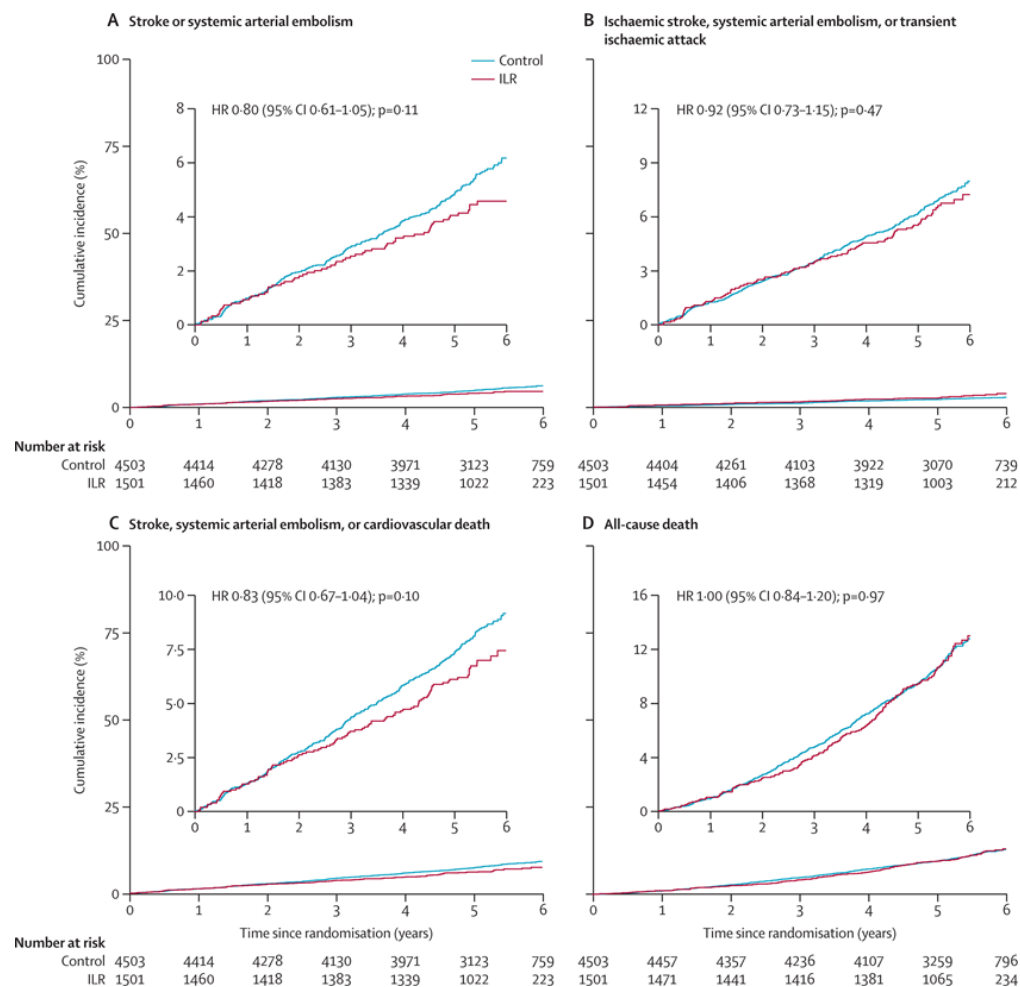 A Stroke or systemic arterial embolism
100
75
50
25
0
Cumulative incidence (%)
Control
ILR
HR 0·80 (95% CI 0·61–1·05); p=0·11
8
6
4
2
0
0 1 2 3 4 5 6
0 1 2 3 4 5 6
B Ischaemic stroke, systemic arterial embolism, or transient
ischaemic attack
HR 0·92 (95% CI 0·73–1·15); p=0·47
12
9
6
3
0
0 1 2 3 4 5 6
0 1 2 3 4 5 6
Number at risk
Control 4503 4414 4278 4130 3971 3123 759 4503 4404 4261 4103 3922 3070 739
ILR 1501 1460 1418 1383 1339 1022 223 1501 1454 1406 1368 1319 1003 212
C Stroke, systemic arterial embolism, or cardiovascular death
100
75
50
25
0
Cumulative incidence (%)
HR 0·83 (95% CI 0·67–1·04); p=0·10
10·0
7·5
5·0
2·5
0
0 1 2 3 4 5 6
0 1 2 3 4 5 6
Time since randomisation (years)
D All-cause death
HR 1·00 (95% CI 0·84–1·20); p=0·97
16
12
8
4
0
0 1 2 3 4 5 6
0 1 2 3 4 5 6
Time since randomisation (years)
Number at risk
Control 4503 4414 4278 4130 3971 3123 759 4503 4457 4357 4236 4107 3259 796
ILR 1501 1460 1418 1383 1339 1022 223 1501 1471 1441 1416 1381 1065 234